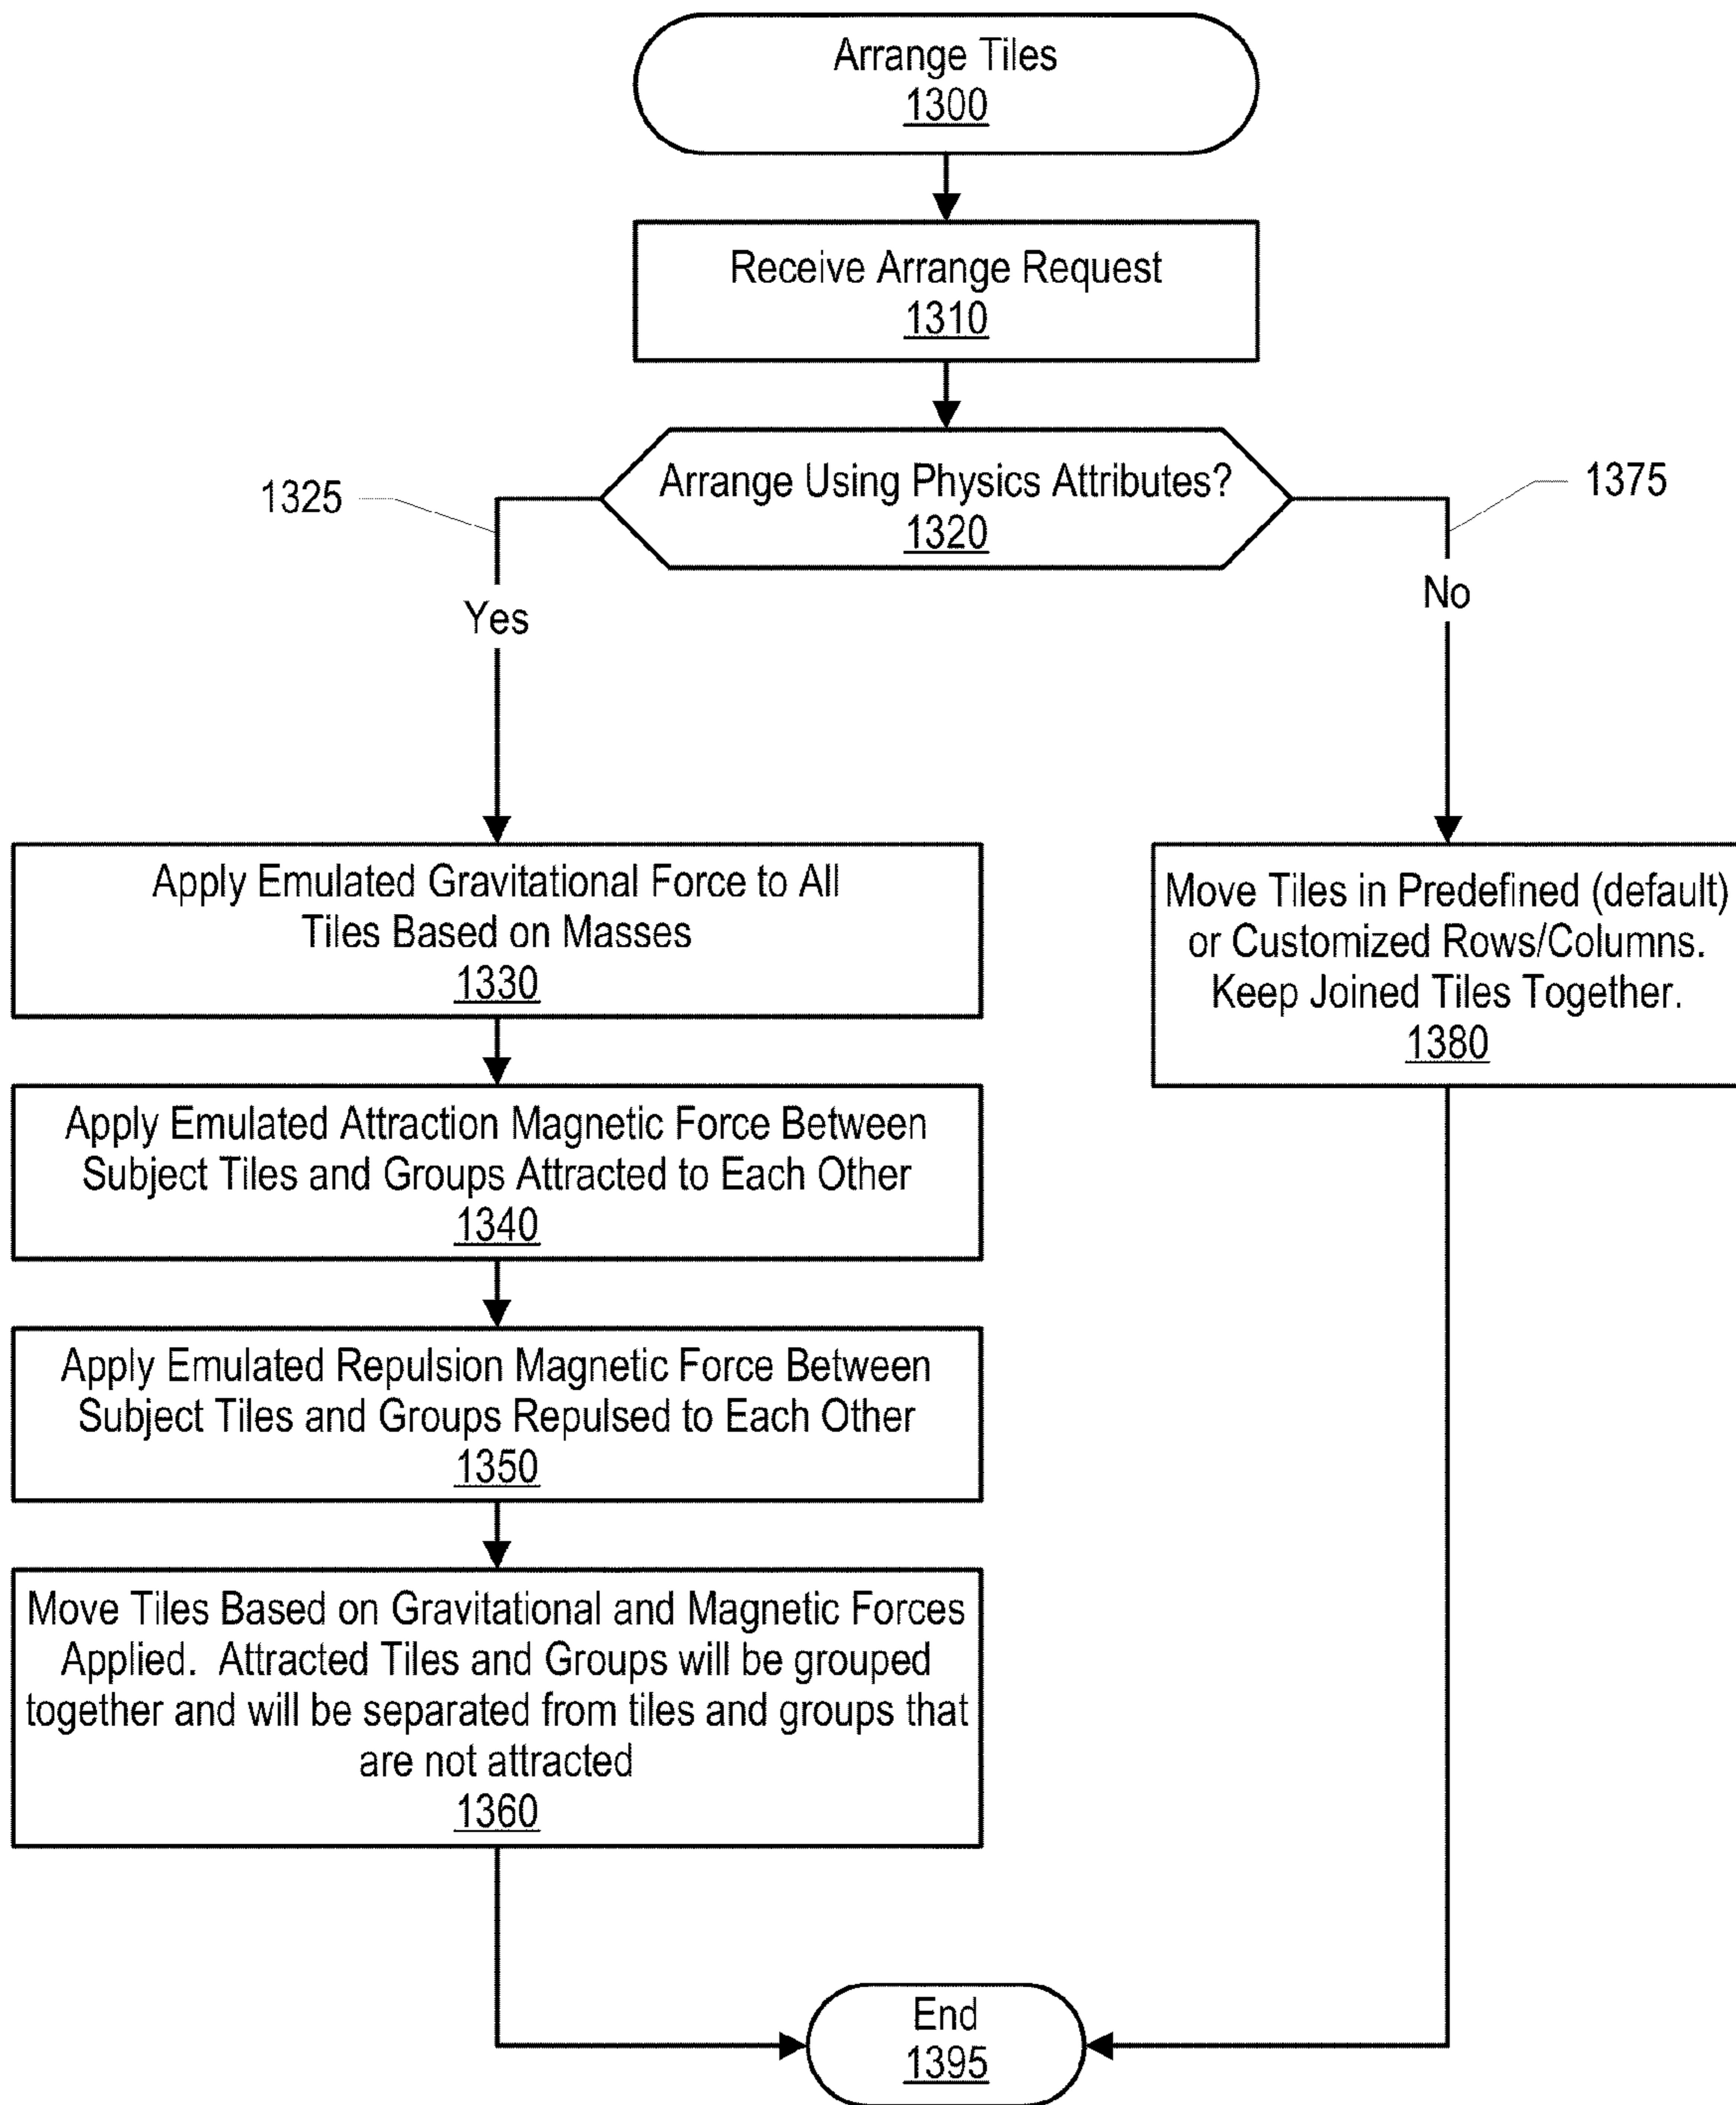 Arrange Tiles
1300
Receive Arrange Request
1310
Arrange Using Physics Attributes?
1320
1325
1375
Yes
No
Apply Emulated Gravitational Force to All
Tiles Based on Masses
1330
Move Tiles in Predefined (default)
or Customized Rows/Columns.
Keep Joined Tiles Together.
1380
Apply Emulated Attraction Magnetic Force Between
Subject Tiles and Groups Attracted to Each Other
1340
Apply Emulated Repulsion Magnetic Force Between
Subject Tiles and Groups Repulsed to Each Other
1350
Move Tiles Based on Gravitational and Magnetic Forces
Applied. Attracted Tiles and Groups will be grouped
together and will be separated from tiles and groups that
are not attracted
1360
End
1395